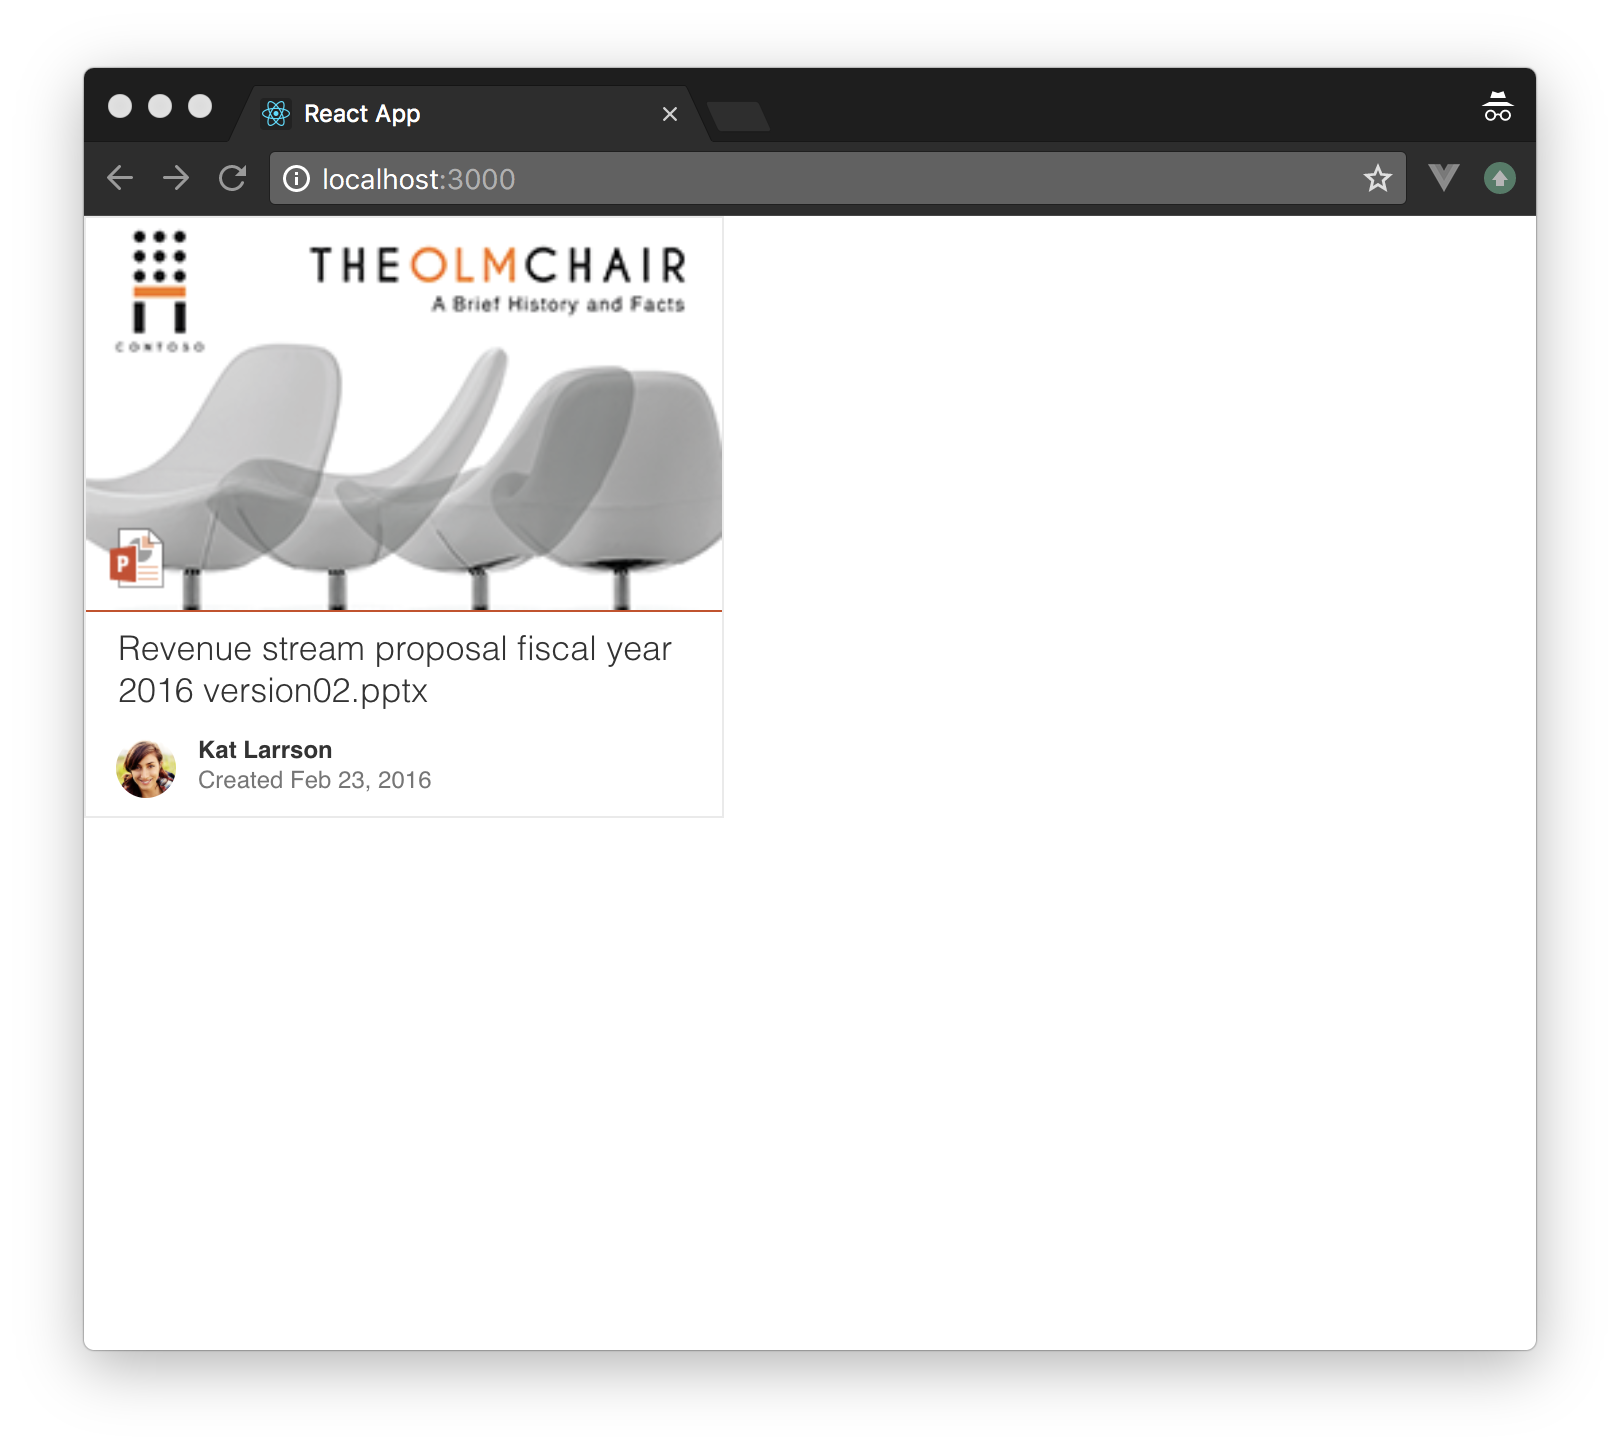 React App
localhost:3000
CONTOSO
THEOLMCHAIR
A Brief History and Facts
P
Revenue stream proposal fiscal year
2016 version02.pptx
Kat Larrson
Created Feb 23, 2016